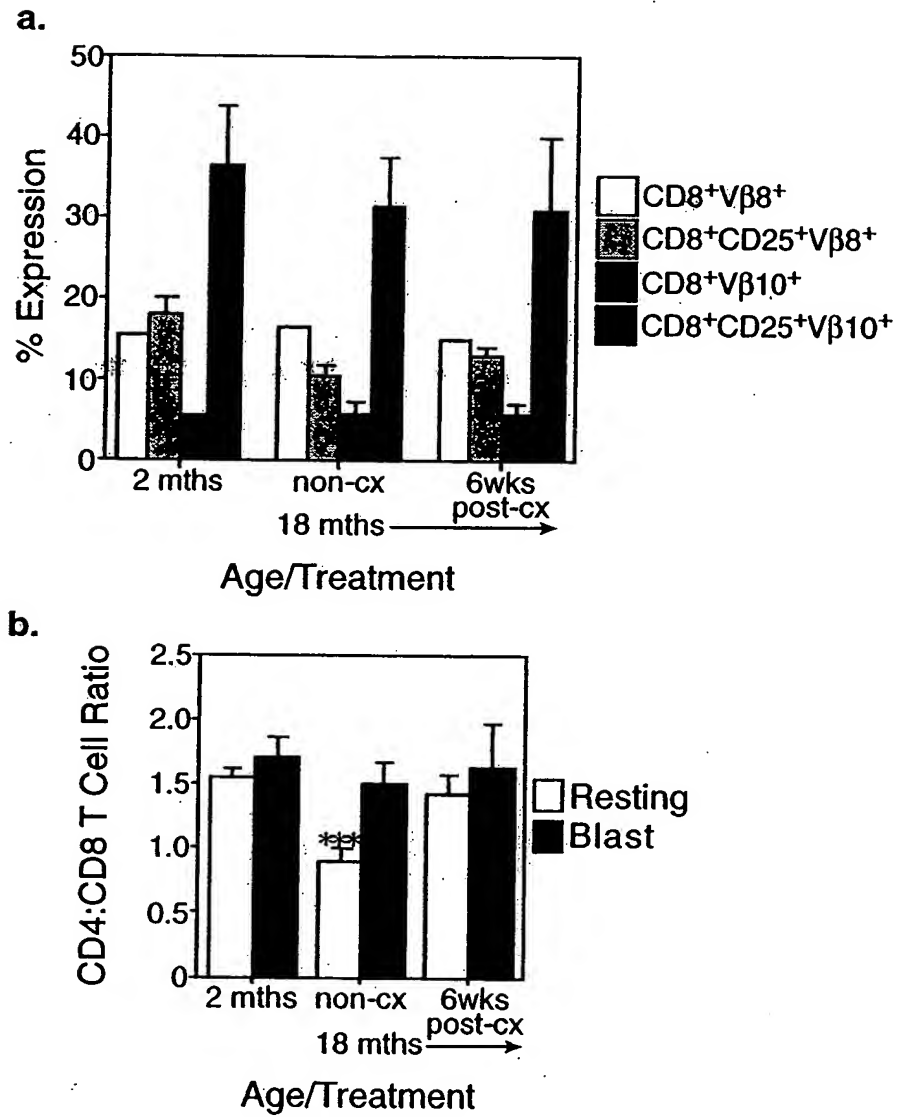 a.
50
40
30
20
10
0
% Expression
CD8+Vβ8+
CD8+CD25+Vβ8+
CD8+Vβ10+
CD8+CD25+Vβ10+
2 mths non-cx 6wks
post-cx
18 mths
Age/Treatment
b.
2.5
2.0
1.5
1.0
0.5
0
CD4:CD8 T Cell Ratio
***
Resting
Blast
2 mths non-cx 6wks
post-cx
18 mths
Age/Treatment